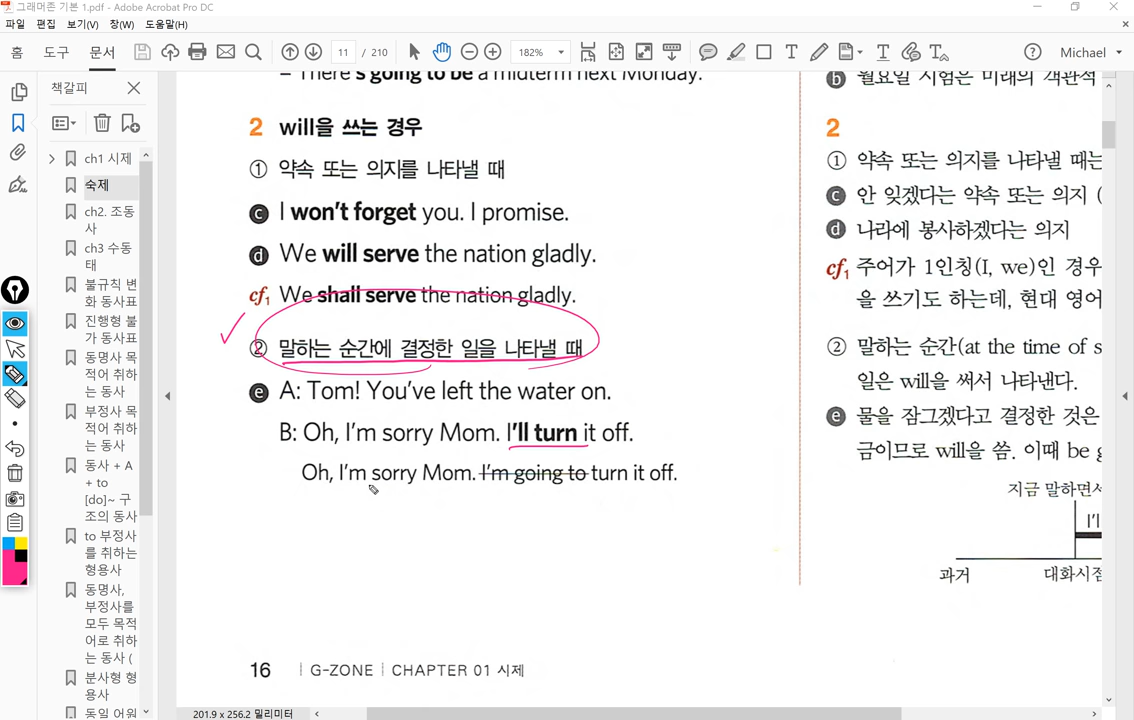 그래머존 기본 1.pdf - Adobe Acrobat Pro DC
파일 편집 보기(V) 창(W) 도움말(H)
홈 도구 문서 11 / 210 182% Michael
책갈피
ch1 시제
숙제
ch2. 조동
사
ch3 수동
태
불규칙 변
화 동사표
진행형 불
가 동사표
동명사 목
적어 취하
는 동사
부정사 목
적어 취하
는 동사
동사 + A
+ to
[do]~ 구
조의 동사
to 부정사
를 취하는
형용사
동명사,
부정사를
모두 목적
어로 취하
는 동사 (
분사형 형
용사
동일 어원
– There's going to be a midterm next Monday.
2 will을 쓰는 경우
① 약속 또는 의지를 나타낼 때
c I won't forget you. I promise.
d We will serve the nation gladly.
cf1 We shall serve the nation gladly.
② 말하는 순간에 결정한 일을 나타낼 때
e A: Tom! You've left the water on.
B: Oh, I'm sorry Mom. I'll turn it off.
Oh, I'm sorry Mom. I'm going to turn it off.
16 G-ZONE CHAPTER 01 시제
b 월요일 시험은 미래의 객관적
2
① 약속 또는 의지를 나타낼 때는
c 안 잊겠다는 약속 또는 의지 (
d 나라에 봉사하겠다는 의지
cf1 주어가 1인칭(I, we)인 경우
을 쓰기도 하는데, 현대 영어
② 말하는 순간(at the time of s
일은 will을 써서 나타낸다.
e 물을 잠그겠다고 결정한 것은
금이므로 will을 씀. 이때 be g
지금 말하면서
I'l
과거 대화시점
201.9 x 256.2 밀리미터